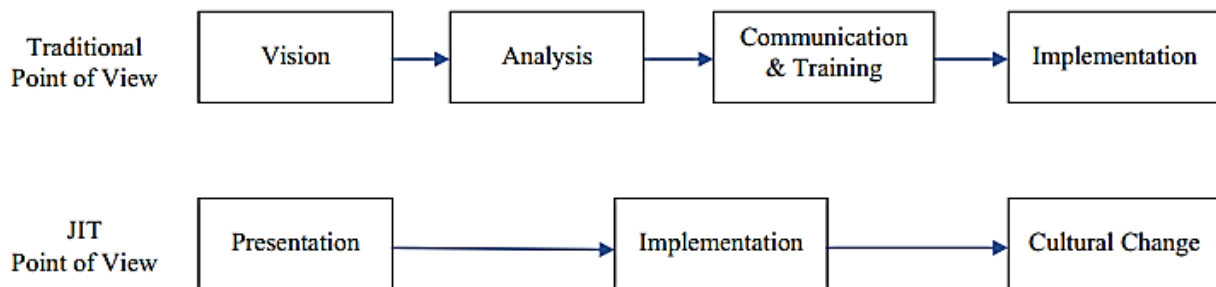 Traditional
Point of View
Vision
Analysis
Communication
& Training
Implementation
JIT
Point of View
Presentation
Implementation
Cultural Change